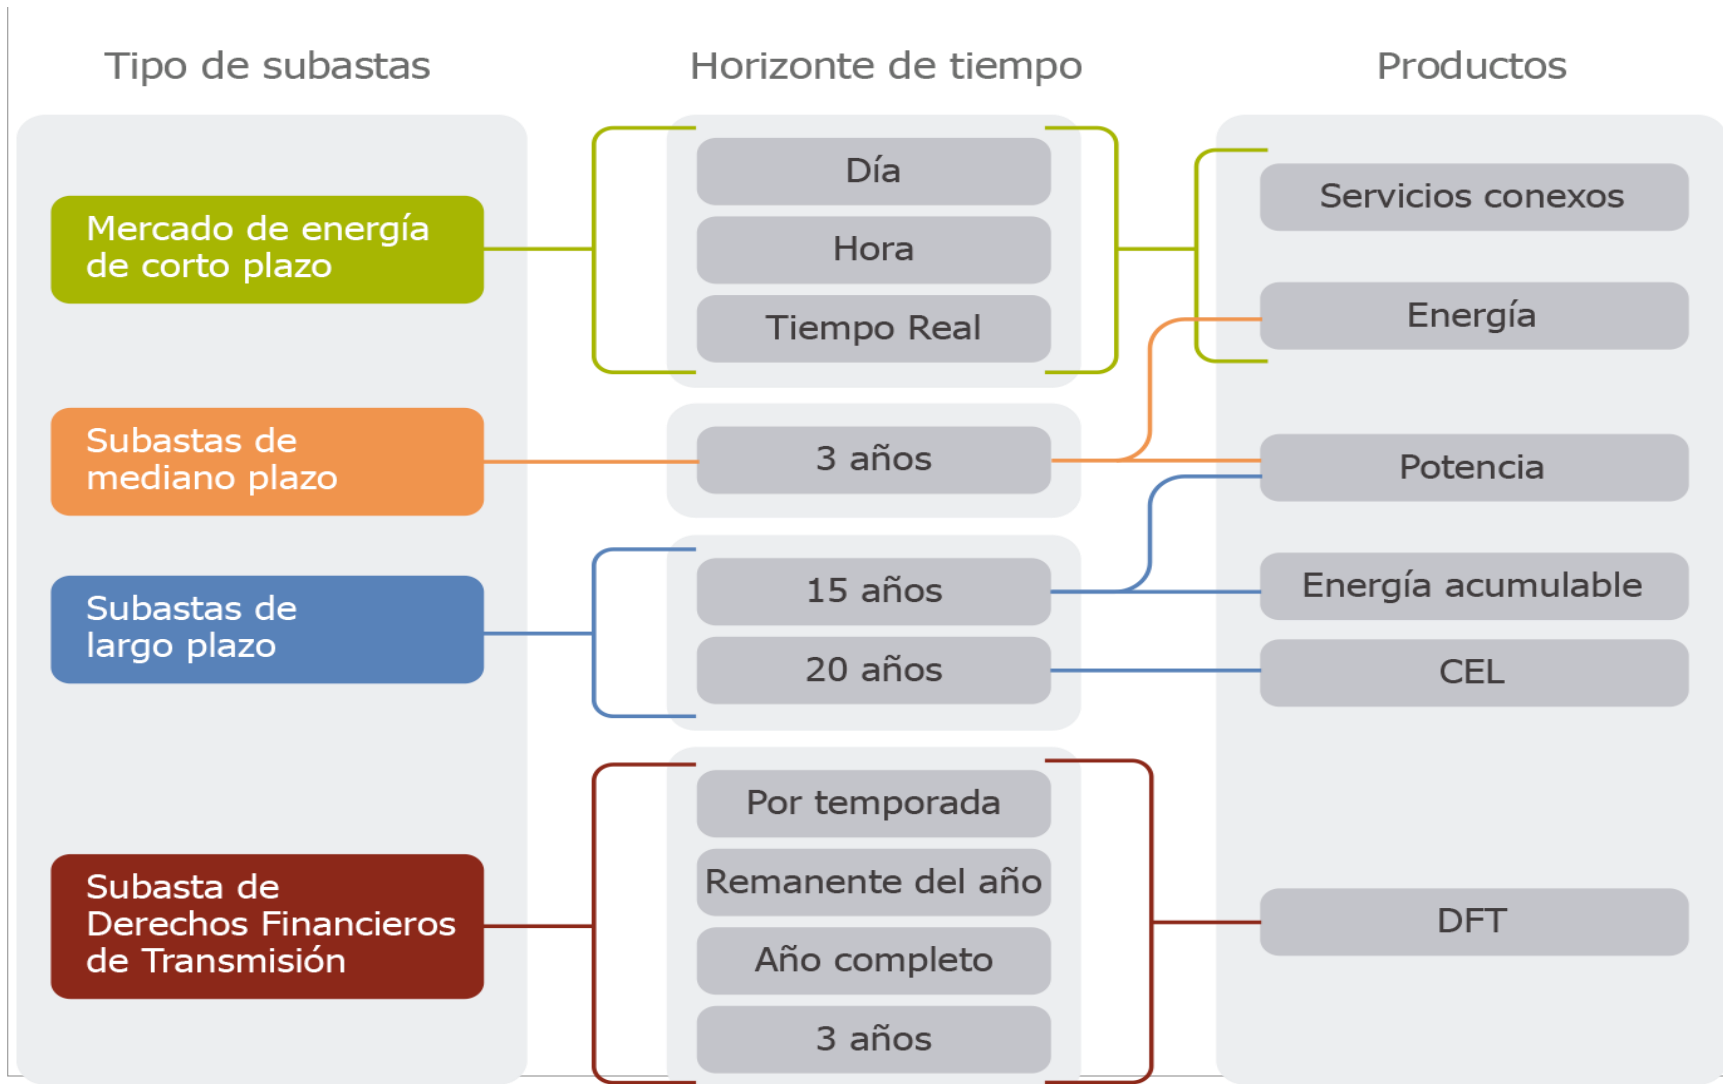 Tipo de subastas
Horizonte de tiempo
Productos
Mercado de energía
de corto plazo
Día
Hora
Tiempo Real
Servicios conexos
Energía
Subastas de
mediano plazo
3 años
Potencia
Subastas de
largo plazo
15 años
20 años
Energía acumulable
CEL
Subasta de
Derechos Financieros
de Transmisión
Por temporada
Remanente del año
Año completo
3 años
DFT